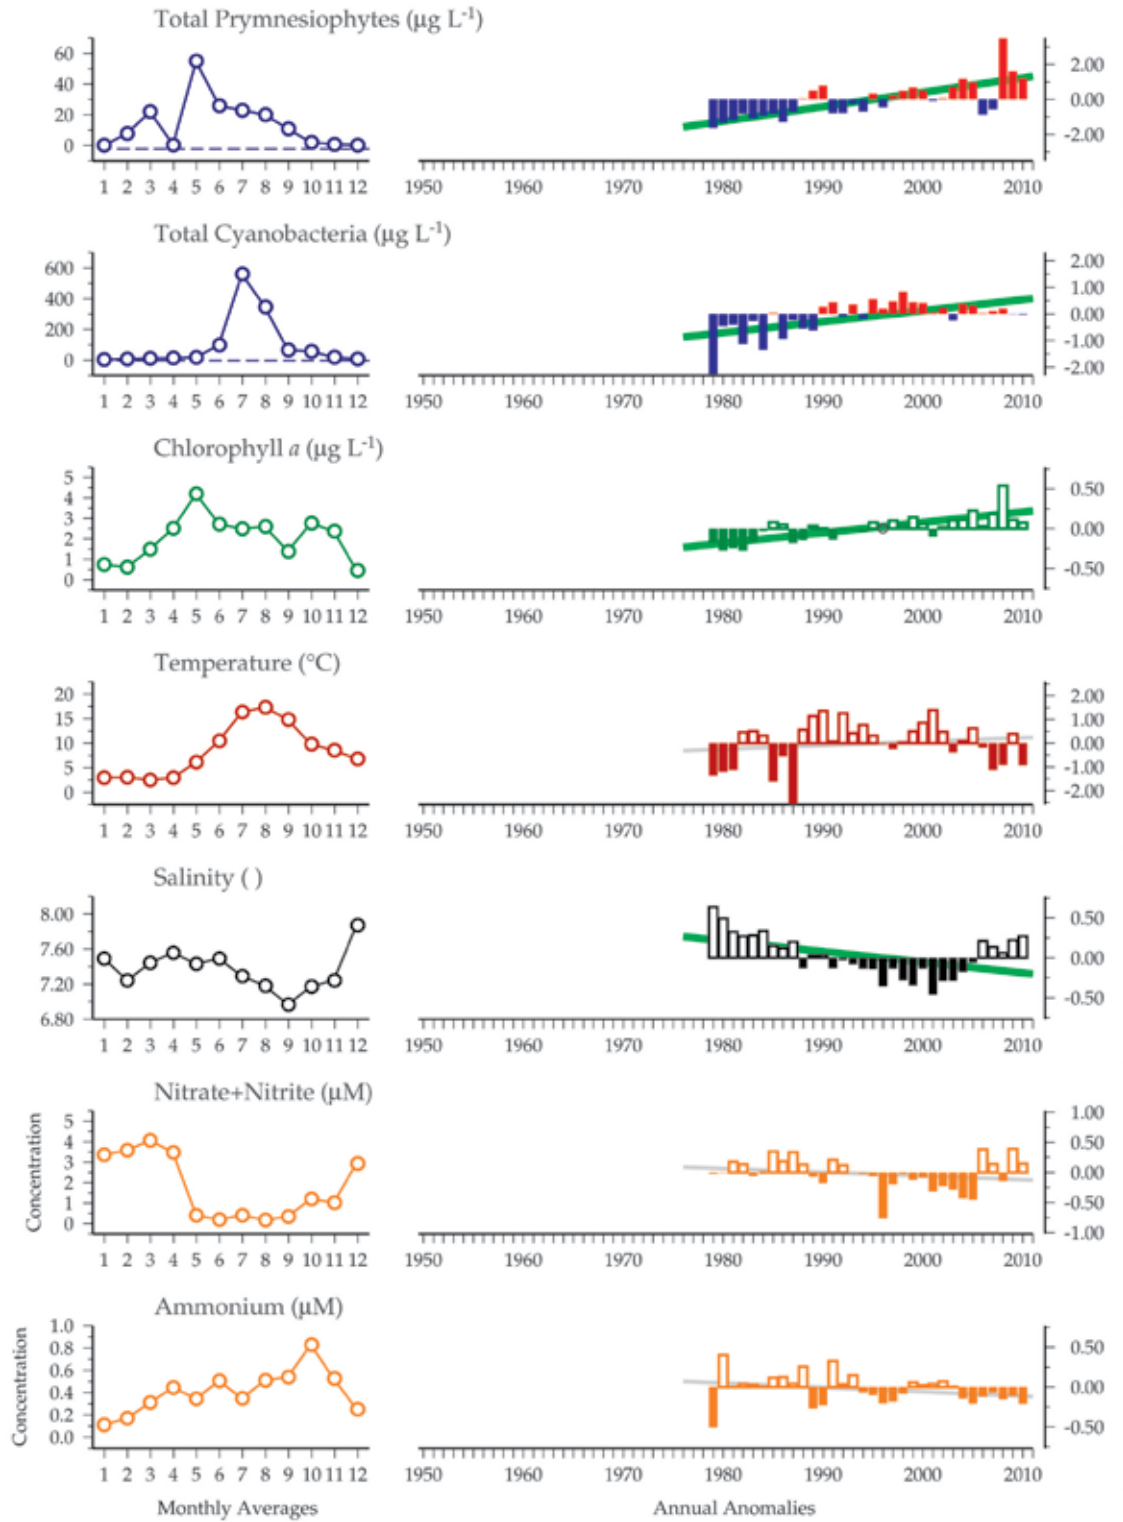 Total Prymnesiophytes (µg L-1)
60
40
20
0
2.00
0.00
-2.00
1 2 3 4 5 6 7 8 9 10 11 12
1950 1960 1970 1980 1990 2000 2010
Total Cyanobacteria (µg L-1)
600
400
200
0
2.00
1.00
0.00
-1.00
-2.00
1 2 3 4 5 6 7 8 9 10 11 12
1950 1960 1970 1980 1990 2000 2010
Chlorophyll a (µg L-1)
5
4
3
2
1
0
0.50
0.00
-0.50
1 2 3 4 5 6 7 8 9 10 11 12
1950 1960 1970 1980 1990 2000 2010
Temperature (°C)
20
15
10
5
0
2.00
1.00
0.00
-1.00
-2.00
1 2 3 4 5 6 7 8 9 10 11 12
1950 1960 1970 1980 1990 2000 2010
Salinity ( )
8.00
7.60
7.20
6.80
0.50
0.00
-0.50
1 2 3 4 5 6 7 8 9 10 11 12
1950 1960 1970 1980 1990 2000 2010
Nitrate+Nitrite (µM)
Concentration
5
4
3
2
1
0
1.00
0.50
0.00
-0.50
-1.00
1 2 3 4 5 6 7 8 9 10 11 12
1950 1960 1970 1980 1990 2000 2010
Ammonium (µM)
Concentration
1.0
0.8
0.6
0.4
0.2
0.0
0.50
0.00
-0.50
1 2 3 4 5 6 7 8 9 10 11 12
1950 1960 1970 1980 1990 2000 2010
Monthly Averages
Annual Anomalies